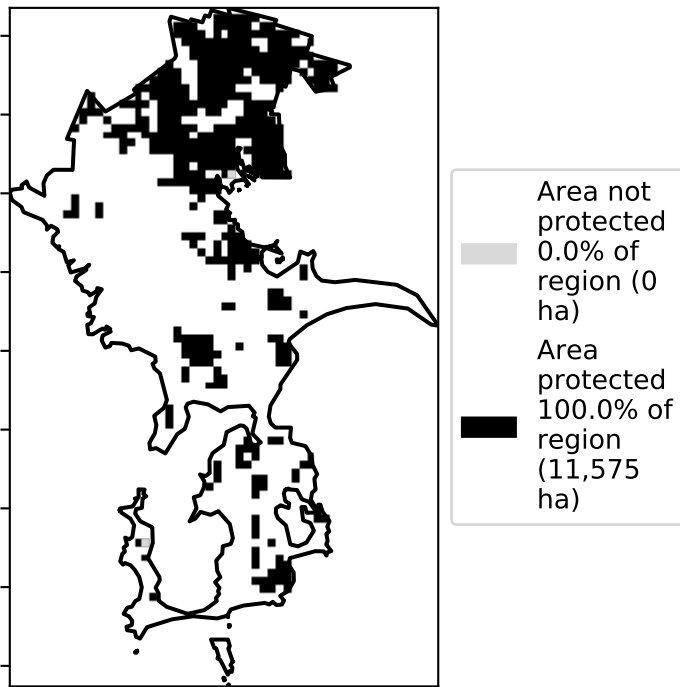 Area not
protected
0.0% of
region (0
ha)
Area
protected
100.0% of
region
(11,575
ha)